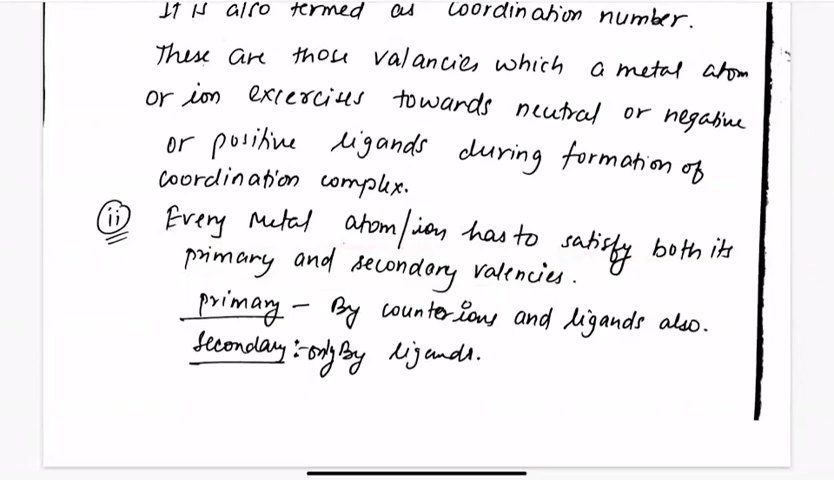 It is also termed as coordination number.
These are those valancies which a metal atom
or ion excercises towards neutral or negative
or positive ligands during formation of
coordination complex.
ii Every Metal atom/ion has to satisfy both its
primary and secondary valencies.
primary – By counter ions and ligands also.
Secondary :- only By ligands.